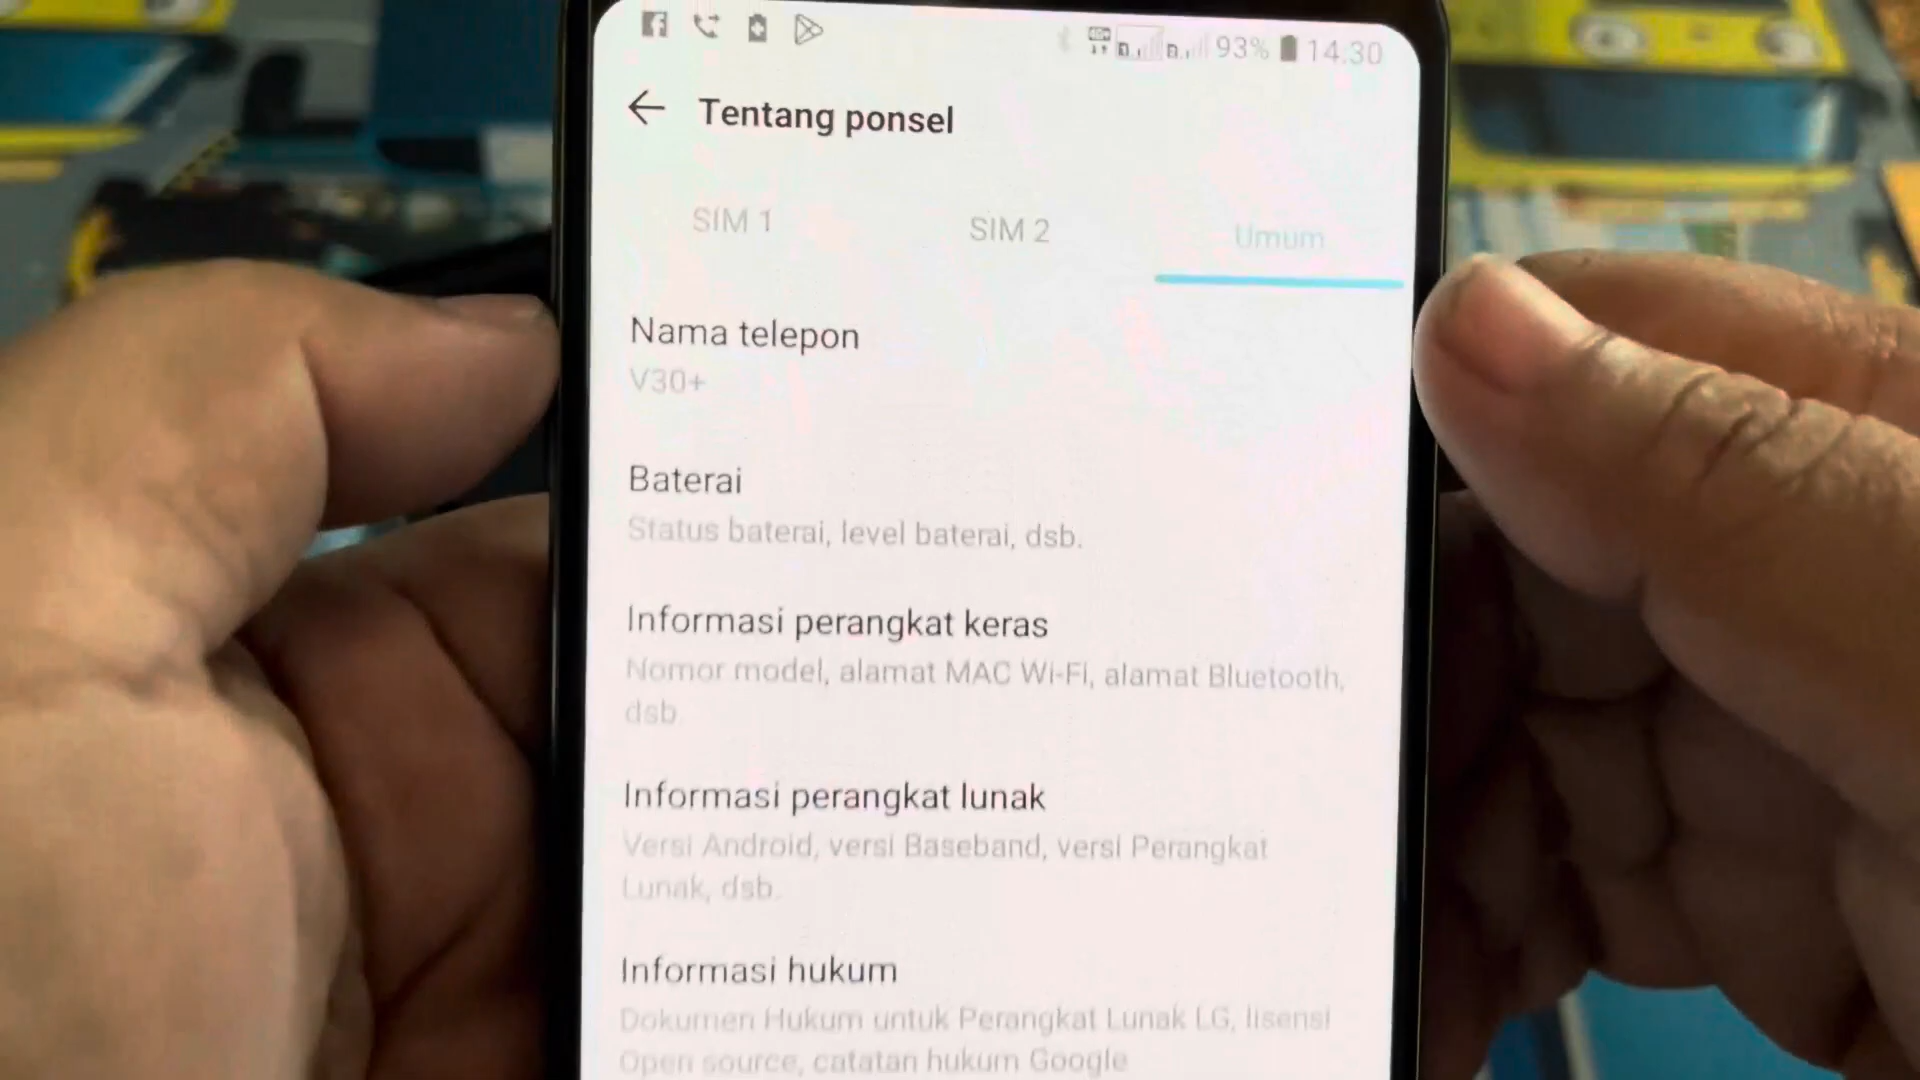 93% 14:30
Tentang ponsel
SIM 1 SIM 2 Umum
Nama telepon
V30+
Baterai
Status baterai, level baterai, dsb.
Informasi perangkat keras
Nomor model, alamat MAC Wi-Fi, alamat Bluetooth,
dsb.
Informasi perangkat lunak
Versi Android, versi Baseband, versi Perangkat
Lunak, dsb.
Informasi hukum
Dokumen Hukum untuk Perangkat Lunak LG, lisensi
Open source, catatan hukum Google